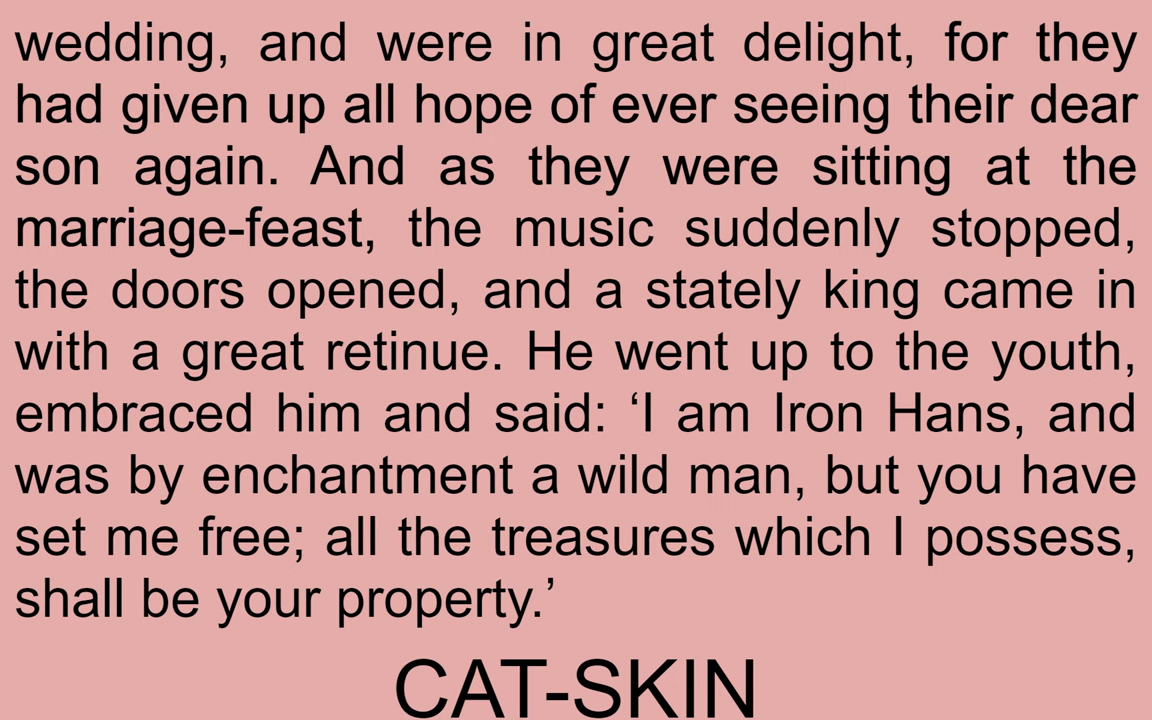 wedding, and were in great delight, for they
had given up all hope of ever seeing their dear
son again. And as they were sitting at the
marriage-feast, the music suddenly stopped,
the doors opened, and a stately king came in
with a great retinue. He went up to the youth,
embraced him and said: ‘I am Iron Hans, and
was by enchantment a wild man, but you have
set me free; all the treasures which I possess,
shall be your property.’
CAT-SKIN